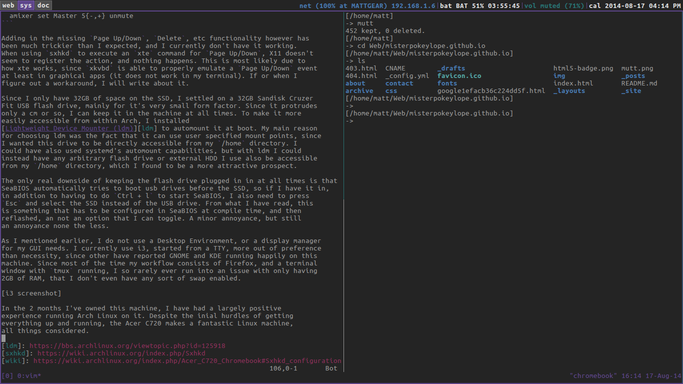 web sys doc
net (100% at MATTGEAR) 192.168.1.6 bat BAT 51% 03:55:45 vol muted (71%) cal 2014-08-17 04:14 PM
amixer set Master 5{-,+} unmute
Adding in the missing `Page Up/Down`, `Delete`, etc functionality however has
been much trickier than I expected, and I currently don't have it working.
When using `sxhkd` to execute an `xte` command for `Page Up/Down`, X11 doesn't
seem to register the action, and nothing happens. This is most likely due to
how xte works, since `xkvbd` is able to properly emulate a `Page Up/Down` event
at least in graphical apps (it does not work in my terminal). If or when I
figure out a workaround, I will write about it.
Since I only have 32GB of space on the SSD, I settled on a 32GB Sandisk Cruzer
Fit USB flash drive, mainly for it's very small form factor. Since it protrudes
only a cm or so, I can keep it in the machine at all times. To make it more
easily accessible from within Arch, I installed
[Lightweight Device Mounter (ldm)][ldm] to automount it at boot. My main reason
for choosing ldm was the fact that it can use user specified mount points, since
I wanted this drive to be directly accessible from my `/home` directory. I
could have also used systemd's automount capabilities, but with ldm I could
instead have any arbitrary flash drive or external HDD I use also be accessible
from my `/home` directory, which I found to be a more attractive prospect.
The only real downside of keeping the flash drive plugged in in at all times is that
SeaBIOS automatically tries to boot usb drives before the SSD, so if I have it in,
in addition to having to do `Ctrl + l` to start SeaBIOS, I also need to press
`Esc` and select the SSD instead of the USB drive. From what I have read, this
is something that has to be configured in SeaBIOS at compile time, and then
reflashed, an not an option that I can toggle. A minor annoyance, but still
an annoyance none the less.
As I mentioned earlier, I do not use a Desktop Environment, or a display manager
for my GUI needs. I currently use i3, started from a TTY, more out of preference
than necessity, since other have reported GNOME and KDE running happily on this
machine. Since most of the time my workflow consists of Firefox, and a terminal
window with `tmux` running, I so rarely ever run into an issue with only having
2GB of RAM, that I don't even have any sort of swap enabled.
[i3 screenshot]
In the 2 months I've owned this machine, I have had a largely positive
experience running Arch Linux on it. Despite the inial hurdles of getting
everything up and running, the Acer C720 makes a fantastic Linux machine,
all things considered.
[ldm]: https://bbs.archlinux.org/viewtopic.php?id=125918
[sxhkd]: https://wiki.archlinux.org/index.php/Sxhkd
[wiki]: https://wiki.archlinux.org/index.php/Acer_C720_Chromebook#Sxhkd_configuration
106,0-1 Bot
[/home/matt]
-> mutt
452 kept, 0 deleted.
[/home/matt]
-> cd Web/misterpokeylope.github.io
[/home/matt/Web/misterpokeylope.github.io]
-> ls
403.html CNAME _drafts html5-badge.png mutt.png
404.html _config.yml favicon.ico img _posts
about contact fonts index.html README.md
archive css google1efacb36c224dd5f.html _layouts _site
[/home/matt/Web/misterpokeylope.github.io]
->
[/home/matt/Web/misterpokeylope.github.io]
->
[0] 0:vim*
"chromebook" 16:14 17-Aug-14